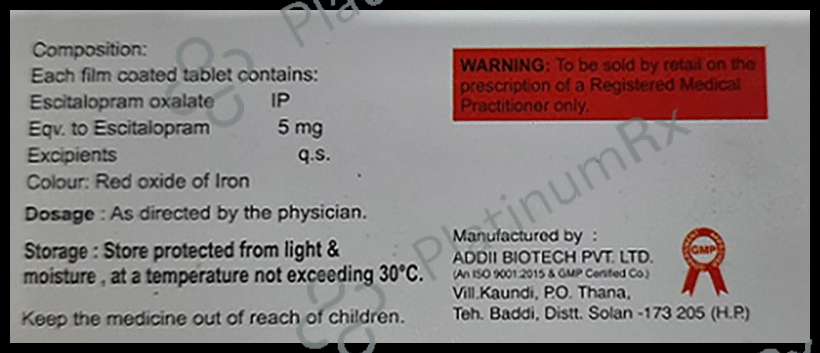 Composition:
Each film coated tablet contains:
Escitalopram oxalate IP
Eqv. to Escitalopram 5 mg
Excipients q.s.
Colour: Red oxide of Iron
Dosage : As directed by the physician.
Storage : Store protected from light &
moisture , at a temperature not exceeding 30°C.
Keep the medicine out of reach of children.
WARNING: To be sold by retail on the
prescription of a Registered Medical
Practitioner only.
Manufactured by :
ADDII BIOTECH PVT. LTD.
(An ISO 9001:2015 & GMP Certified Co.)
Vill.Kaundi, P.O. Thana,
Teh. Baddi, Distt. Solan -173 205 (H.P.)
GMP
PlatinumRx